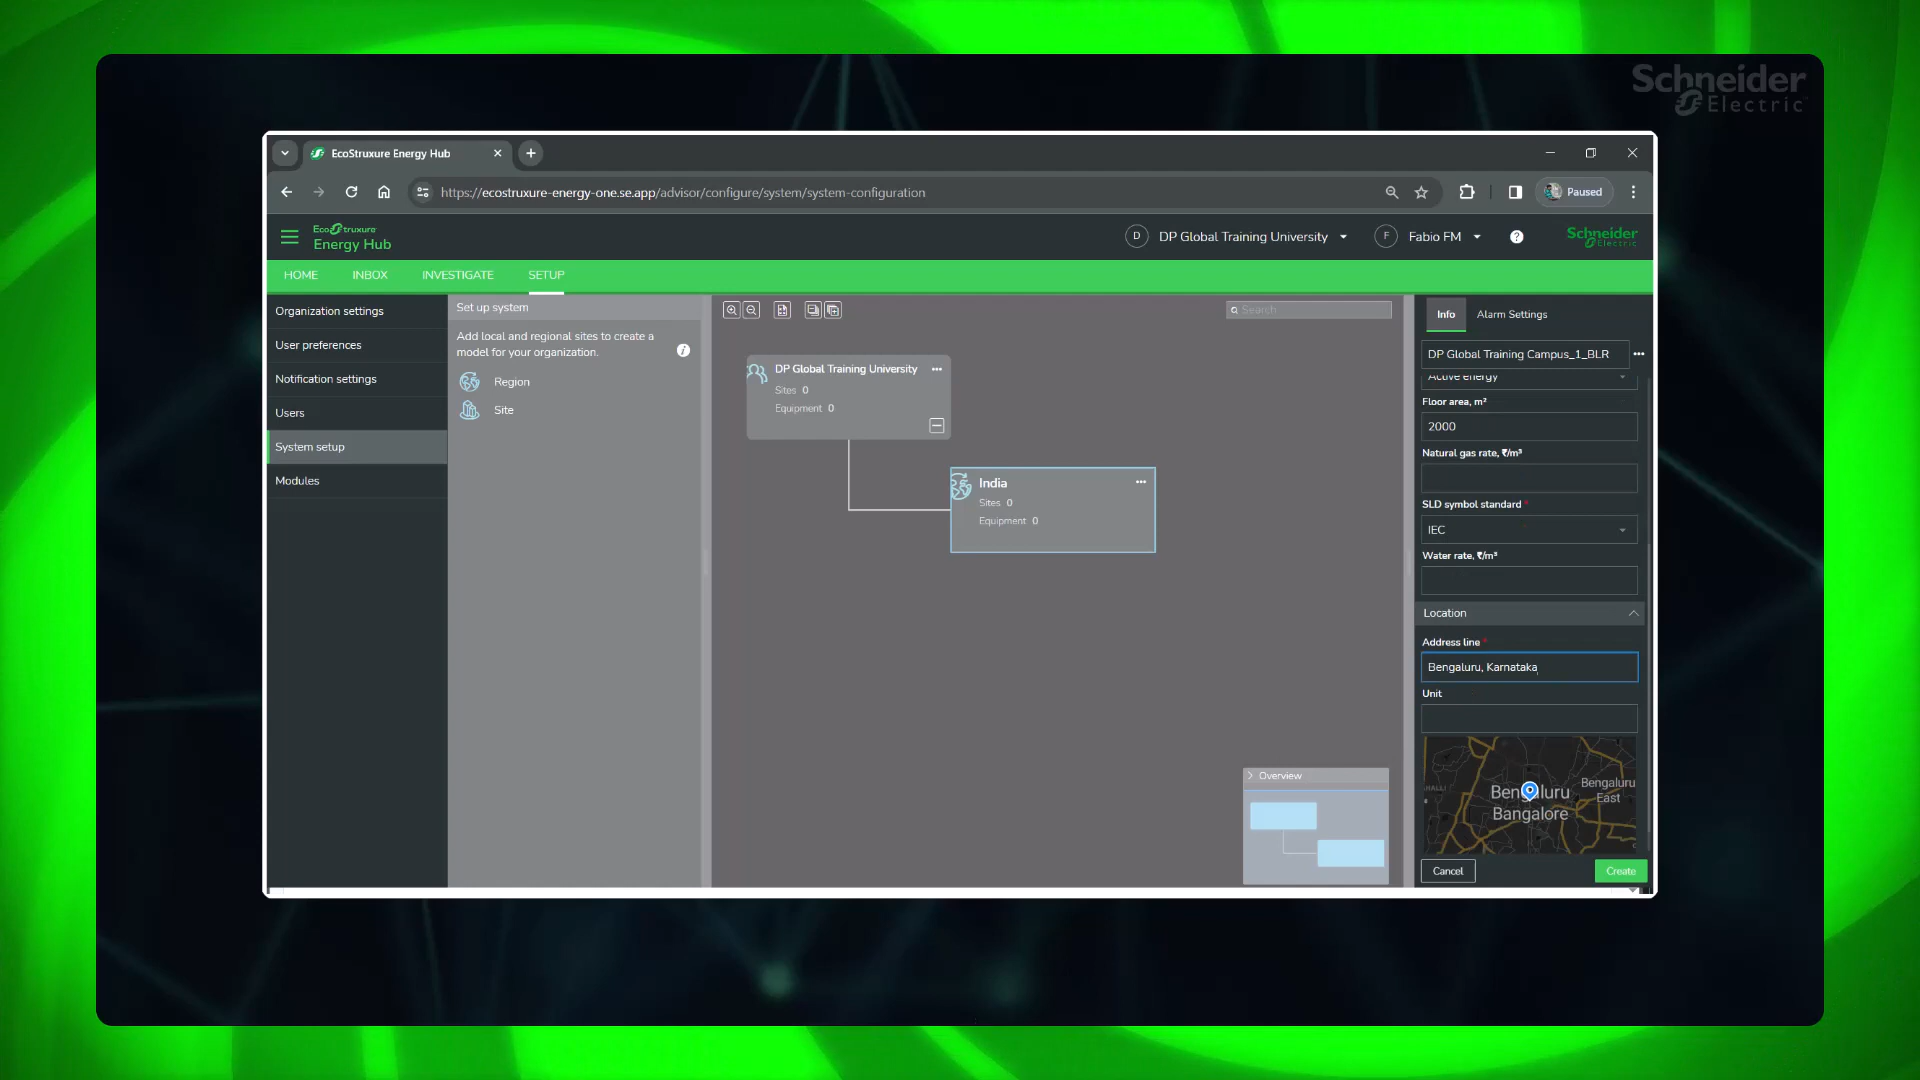 Schneider
Electric
EcoStruxure Energy Hub
https://ecostruxure-energy-one.se.app/advisor/configure/system/system-configuration
Paused
EcoStruxure
Energy Hub
D
DP Global Training University
F
Fabio FM
?
Schneider
Electric
HOME
INBOX
INVESTIGATE
SETUP
Organization settings
User preferences
Notification settings
Users
System setup
Modules
Set up system
Add local and regional sites to create a
model for your organization.
Region
Site
Search
DP Global Training University
Sites 0
Equipment 0
India
Sites 0
Equipment 0
Overview
Info
Alarm Settings
DP Global Training Campus_1_BLR
Active energy
Floor area, m²
2000
Natural gas rate, ₹/m³
SLD symbol standard *
IEC
Water rate, ₹/m³
Location
Address line *
Bengaluru, Karnataka
Unit
Bengaluru
Bangalore
Bengaluru
East
Cancel
Create